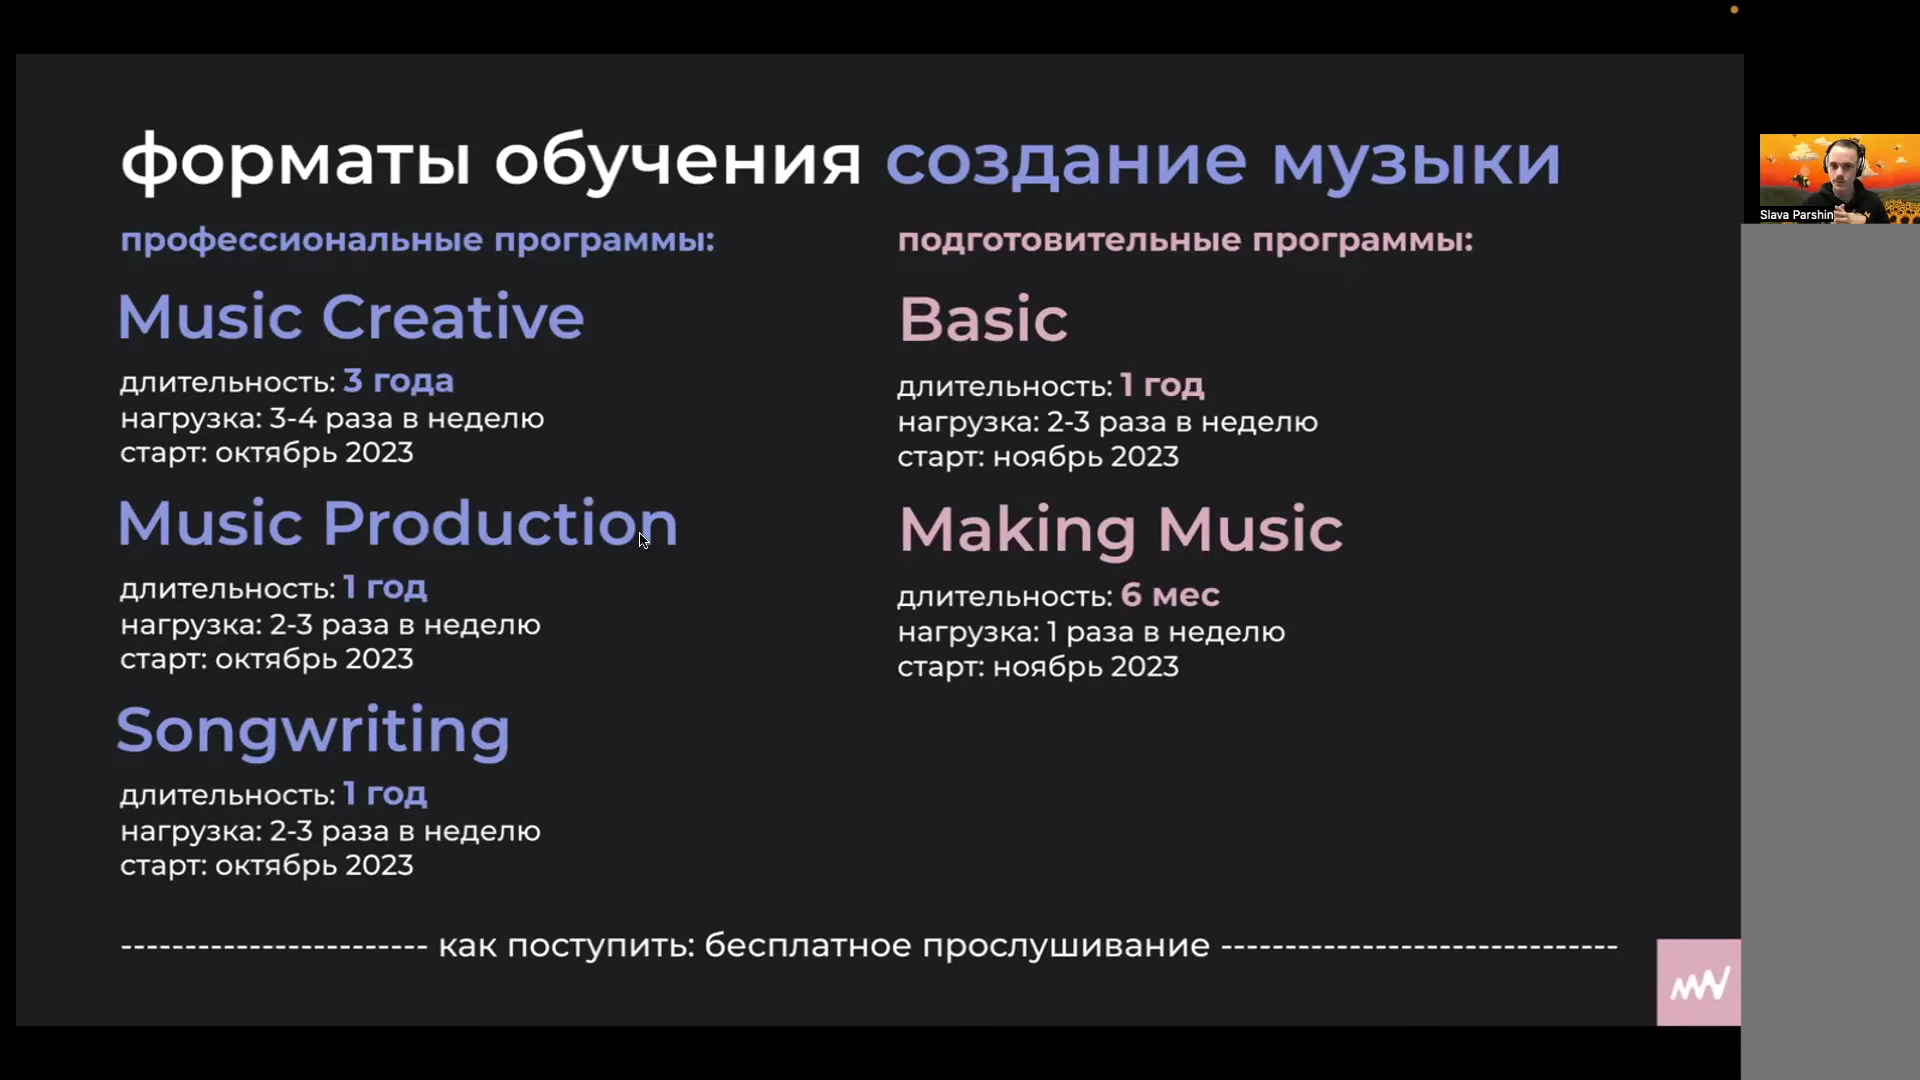 форматы обучения создание музыки
профессиональные программы:
Music Creative
длительность: 3 года
нагрузка: 3-4 раза в неделю
старт: октябрь 2023
Music Production
длительность: 1 год
нагрузка: 2-3 раза в неделю
старт: октябрь 2023
Songwriting
длительность: 1 год
нагрузка: 2-3 раза в неделю
старт: октябрь 2023
подготовительные программы:
Basic
длительность: 1 год
нагрузка: 2-3 раза в неделю
старт: ноябрь 2023
Making Music
длительность: 6 мес
нагрузка: 1 раза в неделю
старт: ноябрь 2023
------------------------ как поступить: бесплатное прослушивание -------------------------------
Slava Parshin